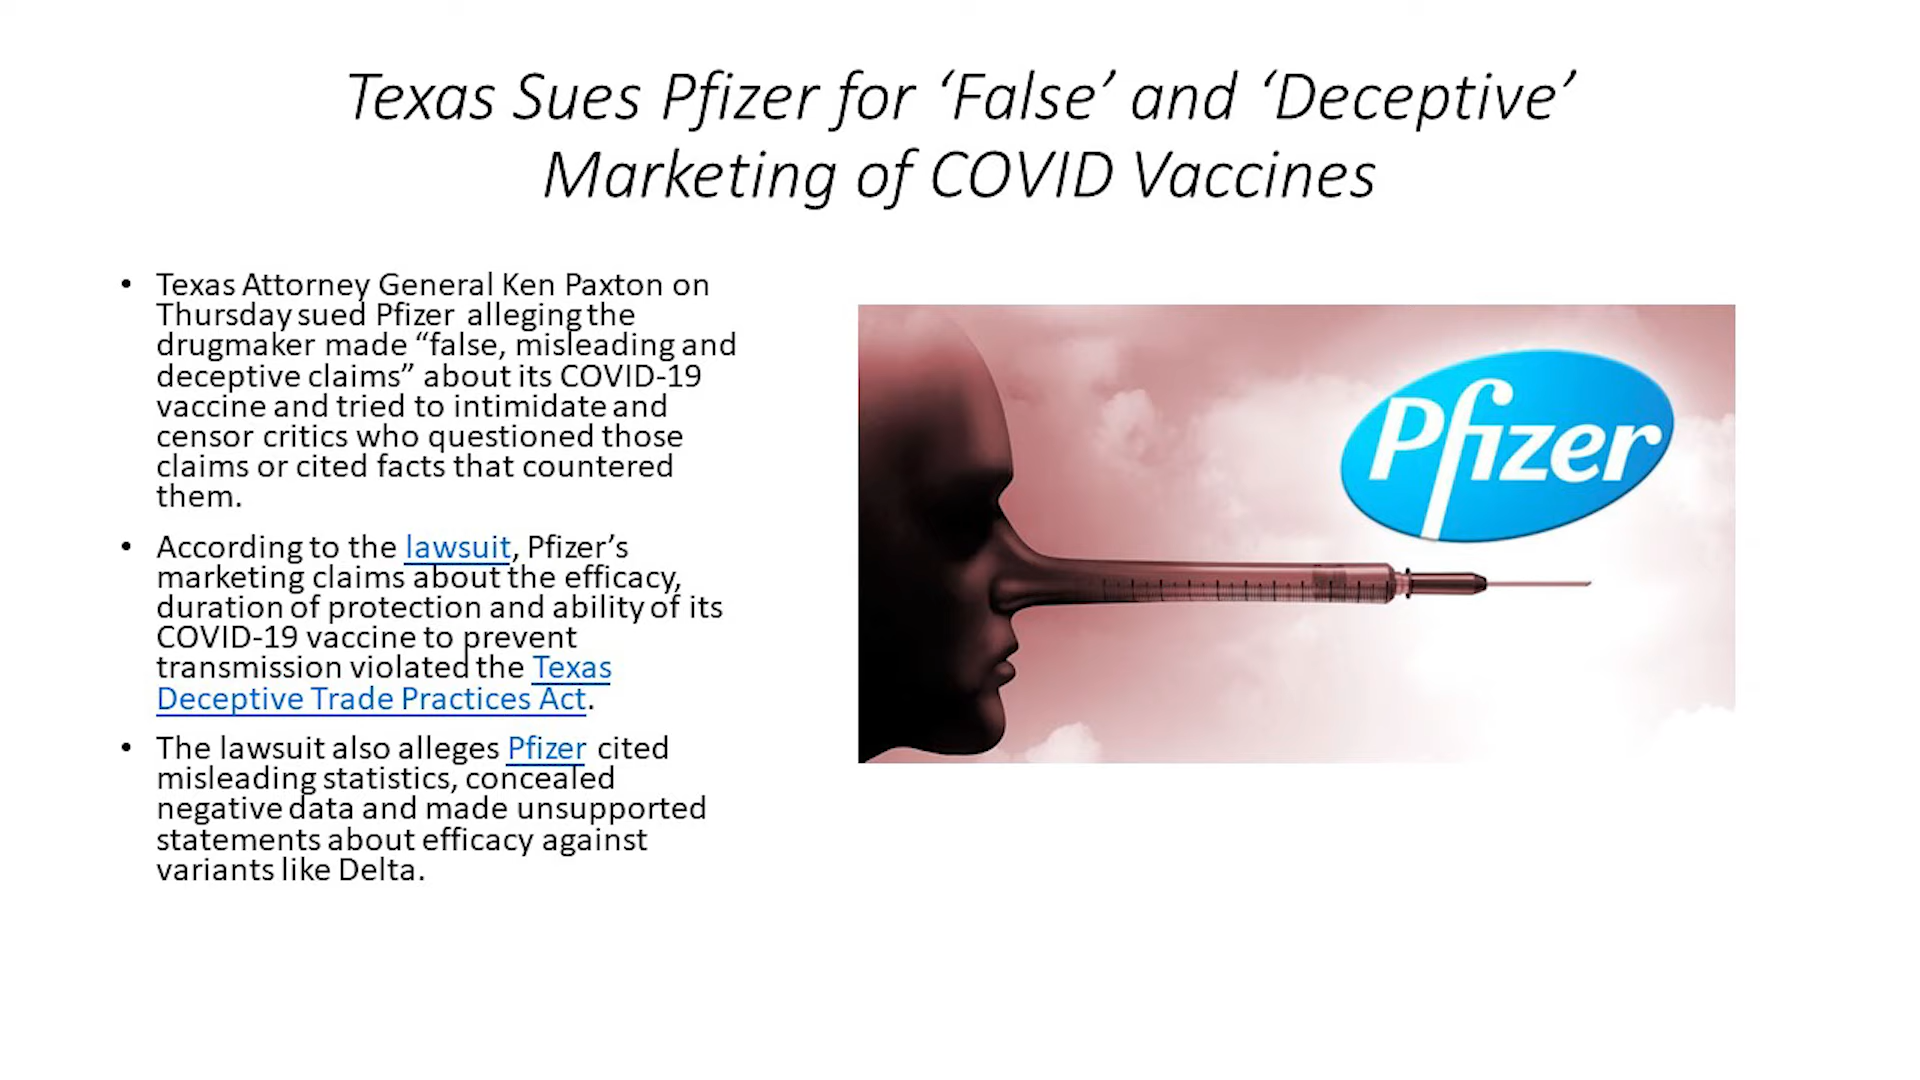 Texas Sues Pfizer for ‘False’ and ‘Deceptive’
Marketing of COVID Vaccines
• Texas Attorney General Ken Paxton on
Thursday sued Pfizer alleging the
drugmaker made “false, misleading and
deceptive claims” about its COVID-19
vaccine and tried to intimidate and
censor critics who questioned those
claims or cited facts that countered
them.
• According to the lawsuit, Pfizer’s
marketing claims about the efficacy,
duration of protection and ability of its
COVID-19 vaccine to prevent
transmission violated the Texas
Deceptive Trade Practices Act.
• The lawsuit also alleges Pfizer cited
misleading statistics, concealed
negative data and made unsupported
statements about efficacy against
variants like Delta.
Pfizer